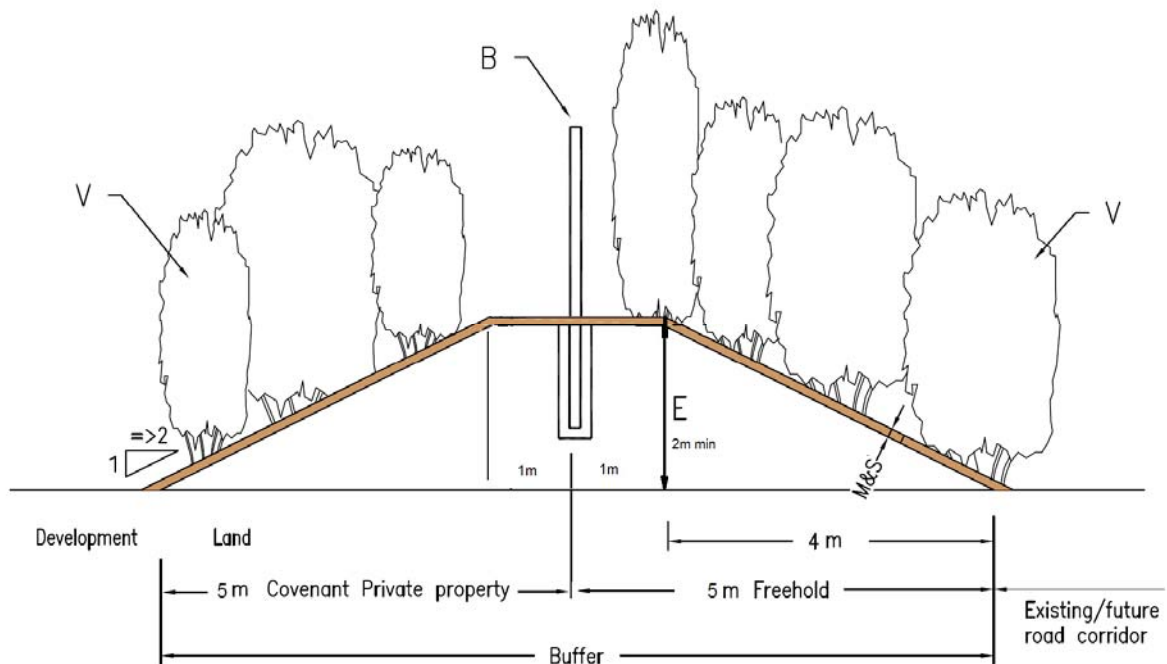 B
V
V
=>2
1
E
2m min
1m
1m
M&S
Development Land
4 m
5 m Covenant Private property
5 m Freehold
Existing/future
road corridor
Buffer